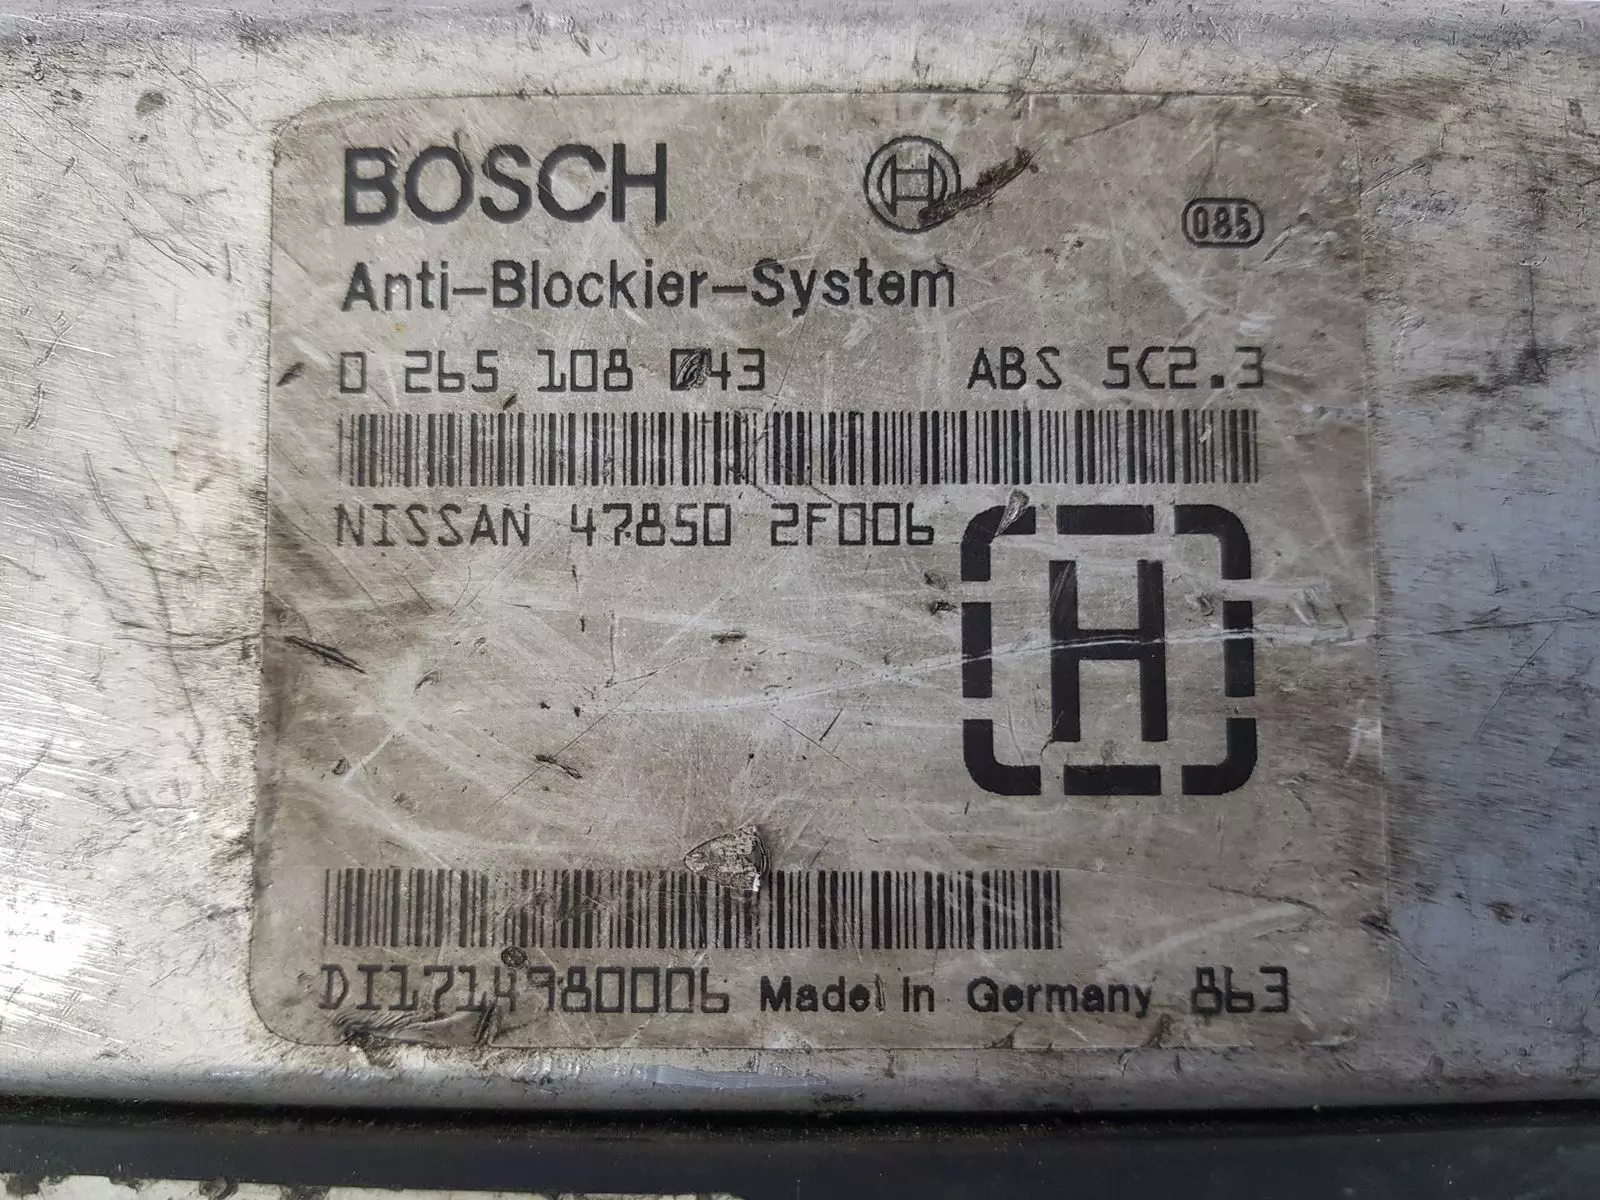 BOSCH
085
Anti-Blockier-System
0 265 108 043 ABS 5C2.3
NISSAN 47850 2F006
H
DI1714980006 Made in Germany 863